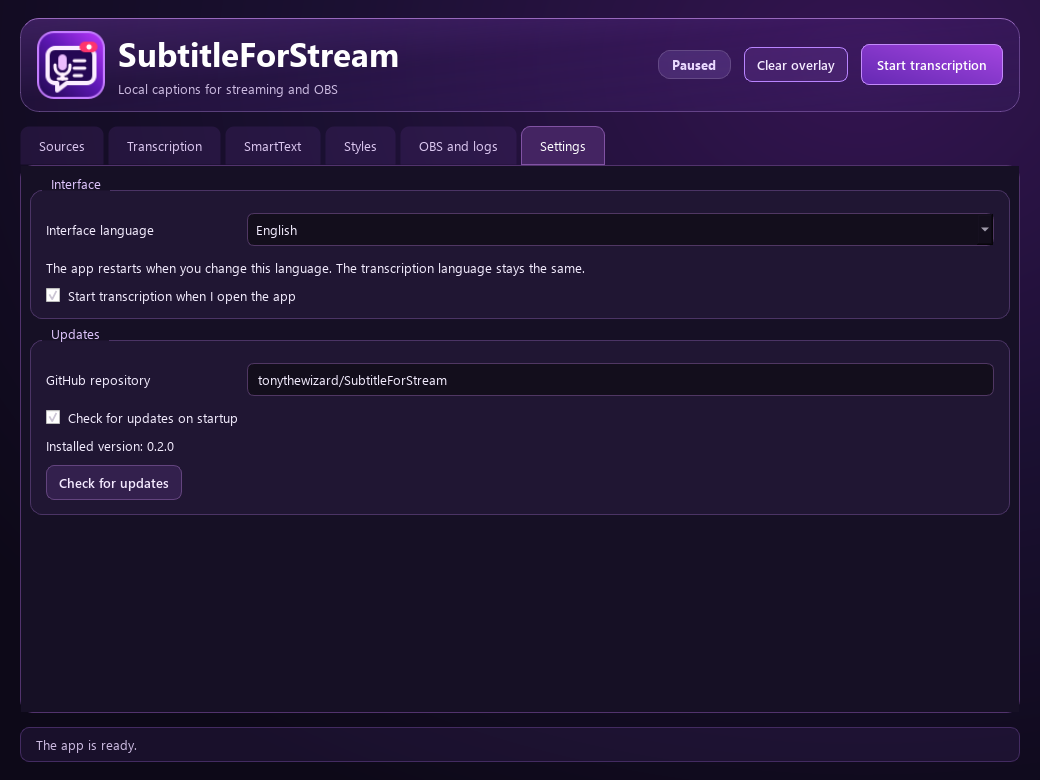 SubtitleForStream
Local captions for streaming and OBS
Paused
Clear overlay
Start transcription
Sources
Transcription
SmartText
Styles
OBS and logs
Settings
Interface
Interface language
English
The app restarts when you change this language. The transcription language stays the same.
Start transcription when I open the app
Updates
GitHub repository
tonythewizard/SubtitleForStream
Check for updates on startup
Installed version: 0.2.0
Check for updates
The app is ready.